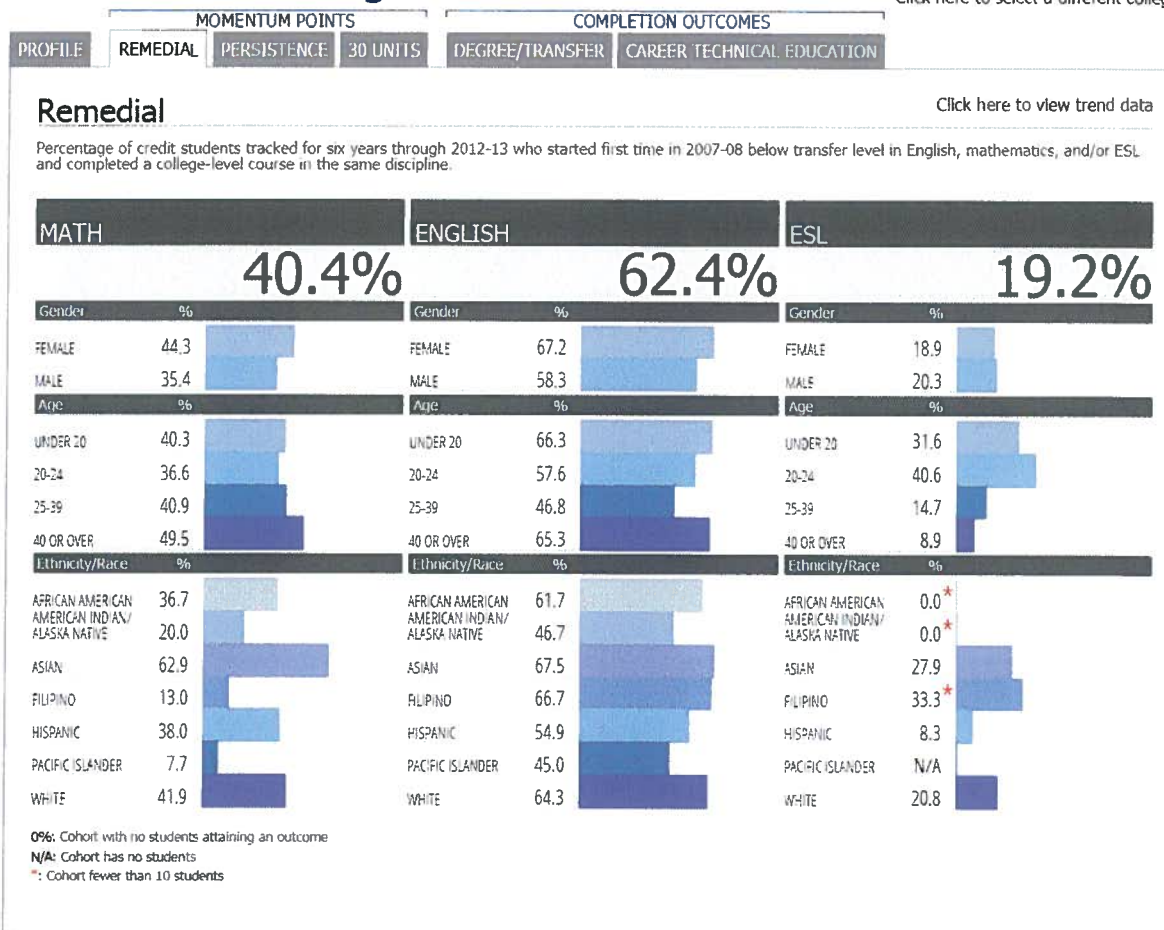 MOMENTUM POINTS
COMPLETION OUTCOMES
PROFILE
REMEDIAL
PERSISTENCE
30 UNITS
DEGREE/TRANSFER
CAREER TECHNICAL EDUCATION
Remedial
Click here to view trend data
Percentage of credit students tracked for six years through 2012-13 who started first time in 2007-08 below transfer level in English, mathematics, and/or ESL
and completed a college-level course in the same discipline.
MATH
40.4%
Gender %
FEMALE 44.3
MALE 35.4
Age %
UNDER 20 40.3
20-24 36.6
25-39 40.9
40 OR OVER 49.5
Ethnicity/Race %
AFRICAN AMERICAN 36.7
AMERICAN INDIAN/
ALASKA NATIVE 20.0
ASIAN 62.9
FILIPINO 13.0
HISPANIC 38.0
PACIFIC ISLANDER 7.7
WHITE 41.9
ENGLISH
62.4%
Gender %
FEMALE 67.2
MALE 58.3
Age %
UNDER 20 66.3
20-24 57.6
25-39 46.8
40 OR OVER 65.3
Ethnicity/Race %
AFRICAN AMERICAN 61.7
AMERICAN INDIAN/
ALASKA NATIVE 46.7
ASIAN 67.5
FILIPINO 66.7
HISPANIC 54.9
PACIFIC ISLANDER 45.0
WHITE 64.3
ESL
19.2%
Gender %
FEMALE 18.9
MALE 20.3
Age %
UNDER 20 31.6
20-24 40.6
25-39 14.7
40 OR OVER 8.9
Ethnicity/Race %
AFRICAN AMERICAN 0.0*
AMERICAN INDIAN/
ALASKA NATIVE 0.0*
ASIAN 27.9
FILIPINO 33.3*
HISPANIC 8.3
PACIFIC ISLANDER N/A
WHITE 20.8
0%: Cohort with no students attaining an outcome
N/A: Cohort has no students
*: Cohort fewer than 10 students